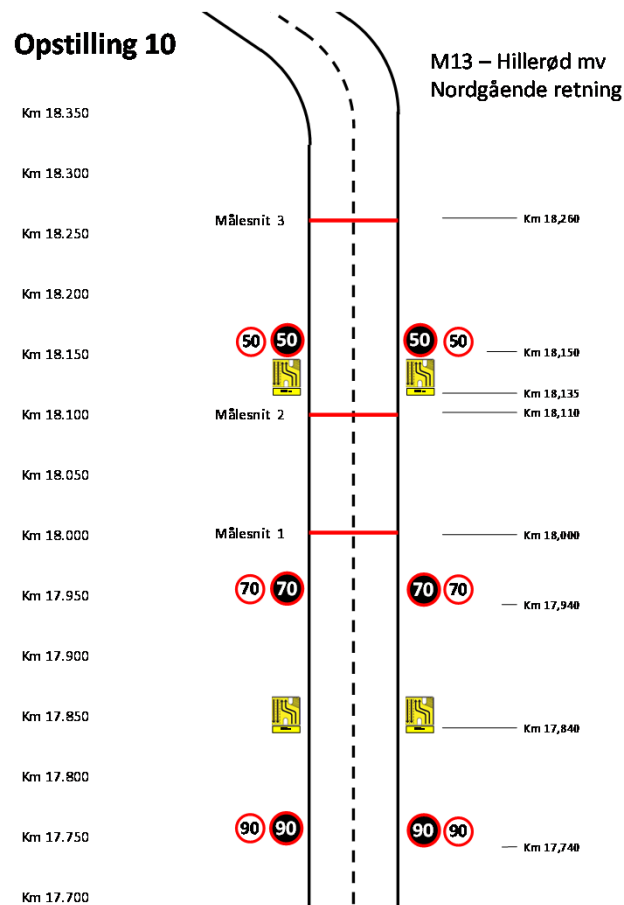 Opstilling 10
M13 – Hillerød mv
Nordgående retning
Km 18.350
Km 18.300
Målesnit 3
Km 18,260
Km 18.250
Km 18.200
50 50 50 50
Km 18.150
Km 18,150
Km 18,135
Km 18.100
Målesnit 2
Km 18,110
Km 18.050
Km 18.000
Målesnit 1
Km 18,000
70 70 70 70
Km 17.950
Km 17,940
Km 17.900
Km 17.850
Km 17,840
Km 17.800
90 90 90 90
Km 17.750
Km 17,740
Km 17.700